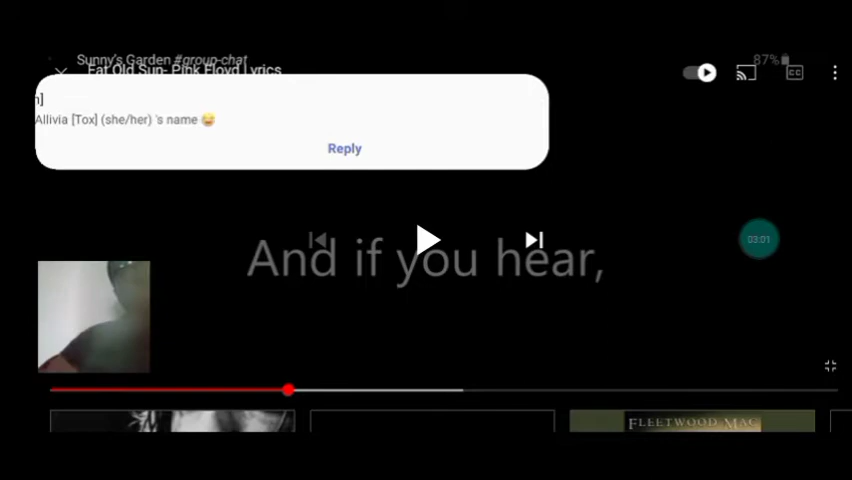 Sunny's Garden #group-chat
87%
Fat Old Sun- Pink Floyd Lyrics
CC
n]
Allivia [Tox] (she/her) 's name 😂
Reply
And if you hear,
03:01
FLEETWOOD MAC